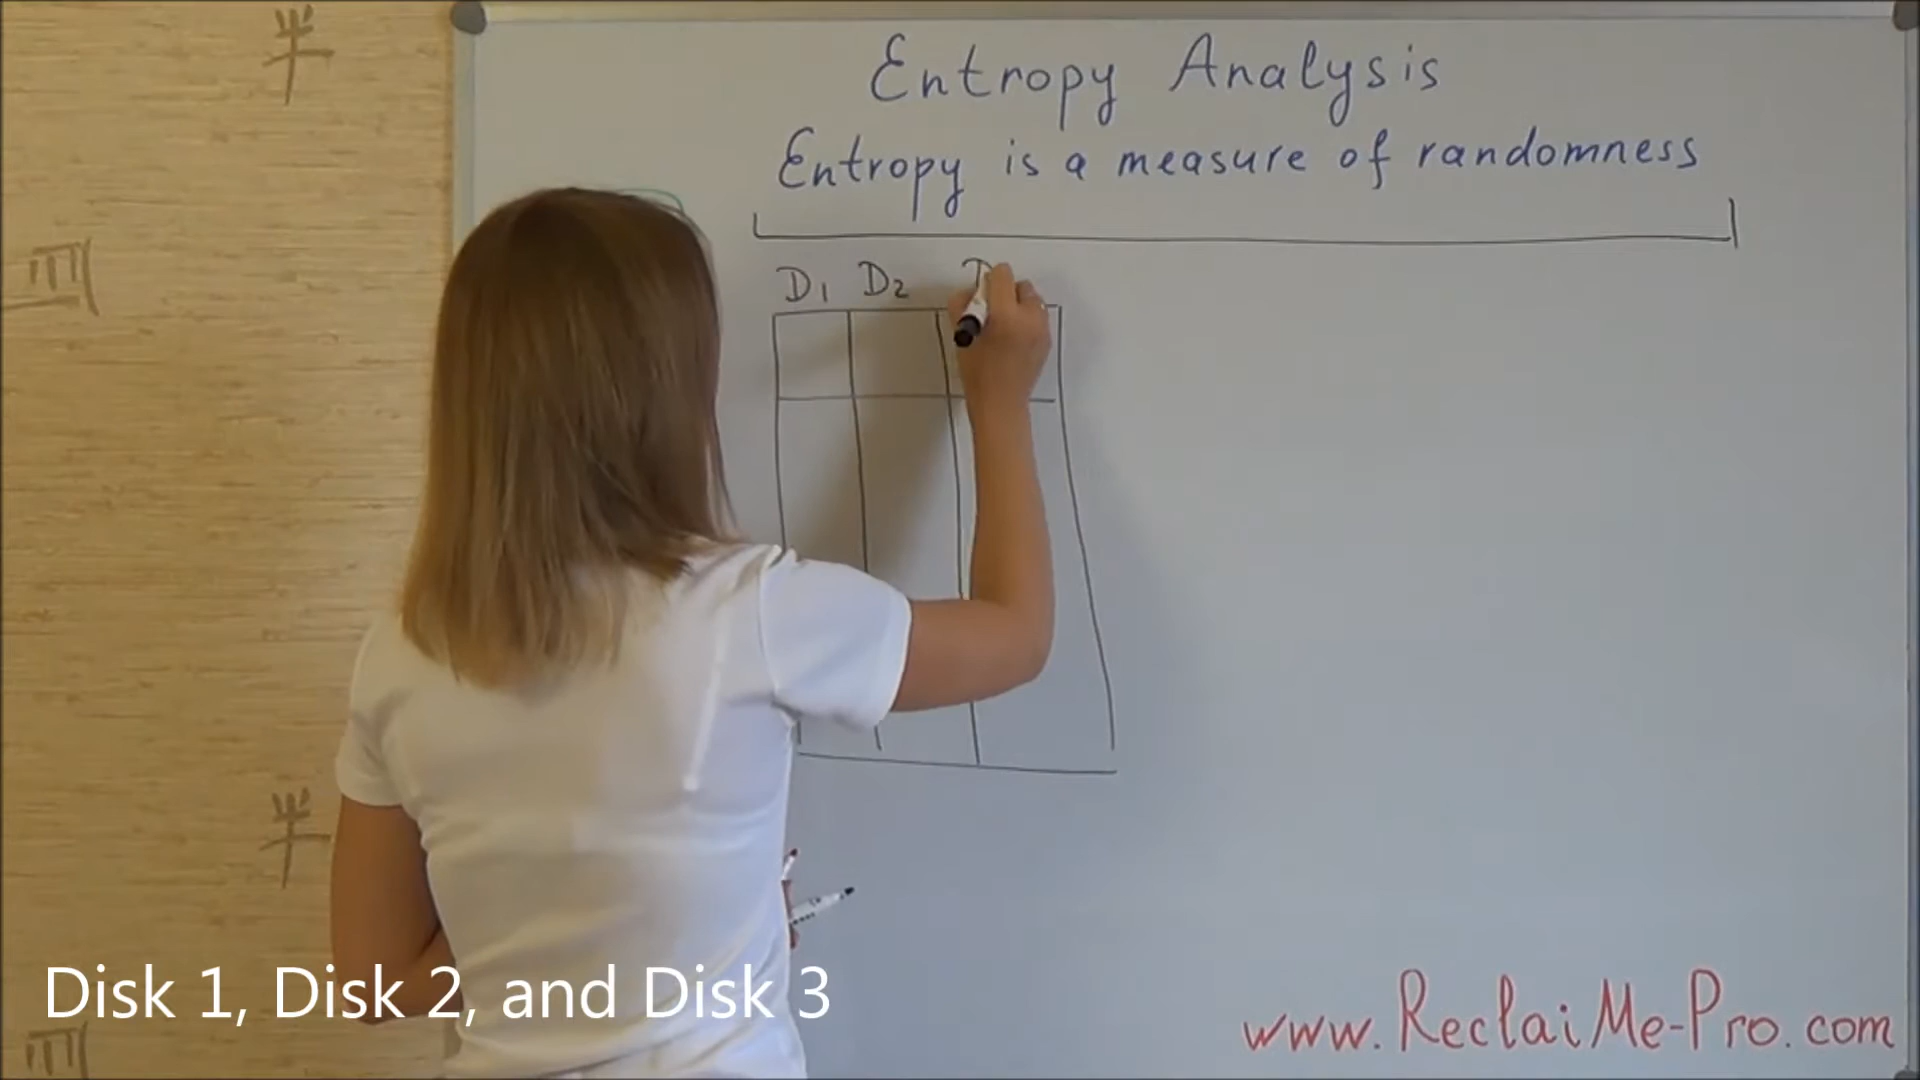 Entropy Analysis
Entropy is a measure of randomness
D1 D2 D
Disk 1, Disk 2, and Disk 3
www.ReclaiMe-Pro.com